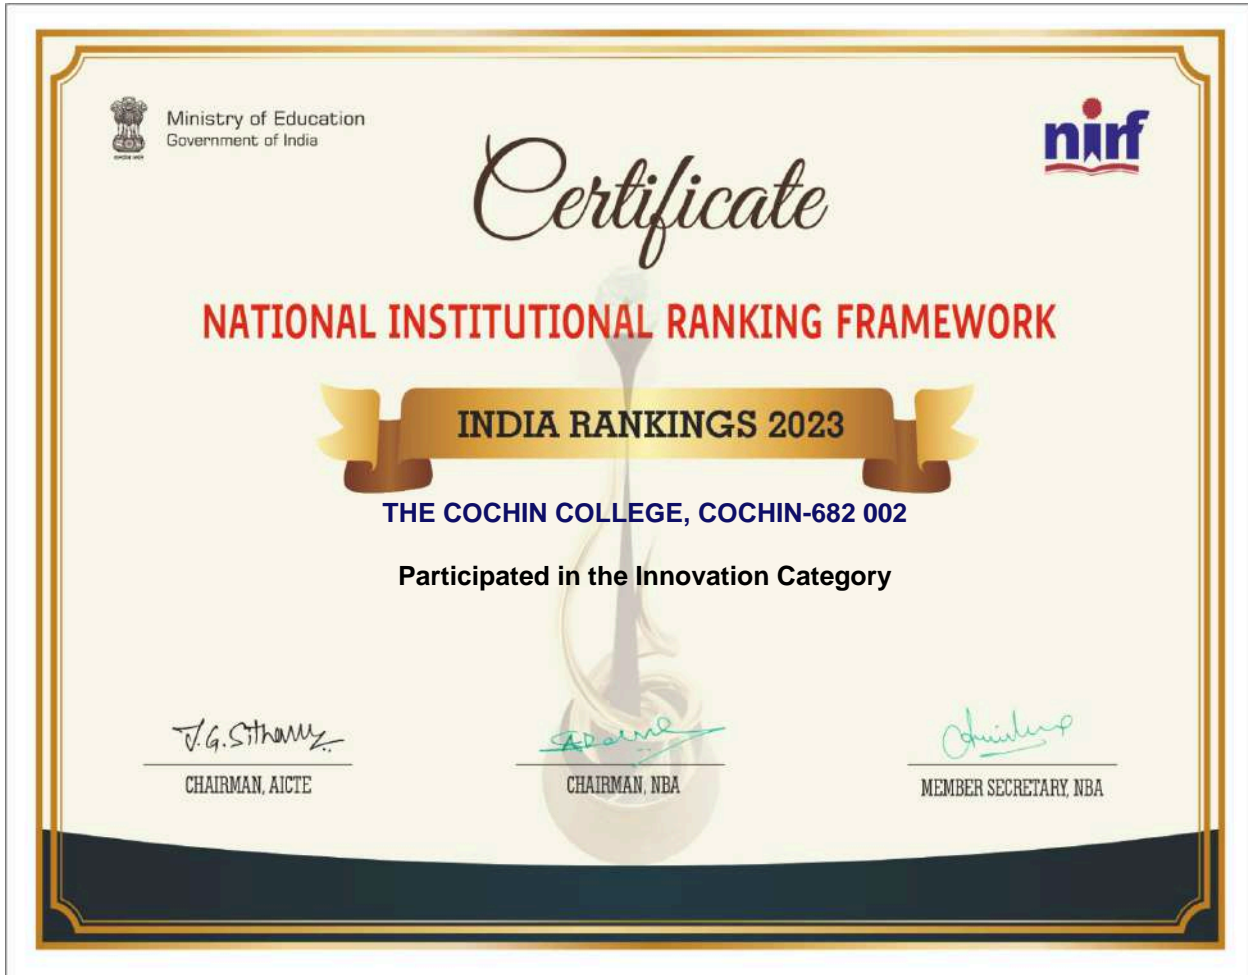 Ministry of Education
Government of India
nirf
Certificate
NATIONAL INSTITUTIONAL RANKING FRAMEWORK
INDIA RANKINGS 2023
THE COCHIN COLLEGE, COCHIN-682 002
Participated in the Innovation Category
T.G.Sitharam
CHAIRMAN, AICTE
CHAIRMAN, NBA
MEMBER SECRETARY, NBA